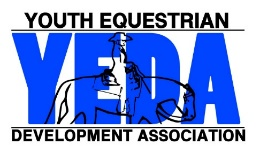 YOUTH EQUESTRIAN
YEDA
DEVELOPMENT ASSOCIATION